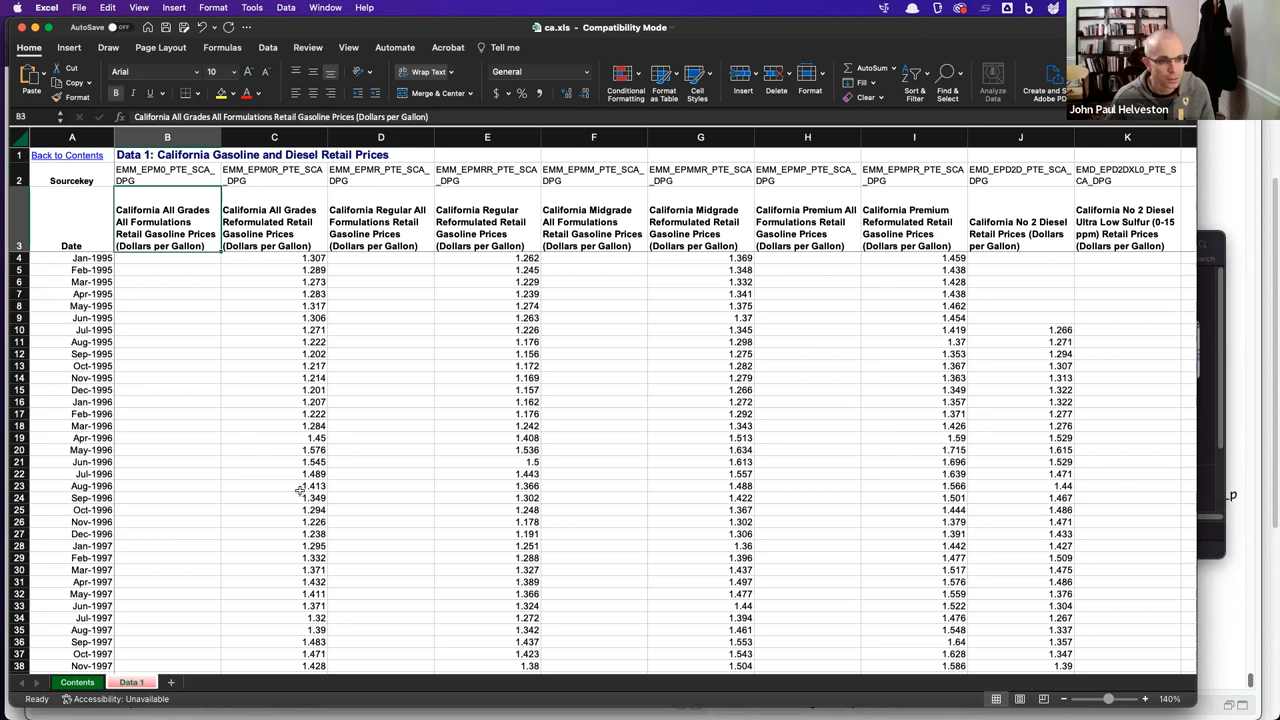 Excel File Edit View Insert Format Tools Data Window Help
AutoSave OFF ca.xls - Compatibility Mode
Home Insert Draw Page Layout Formulas Data Review View Automate Acrobat Tell me
Paste Cut Copy Format Arial 10 Wrap Text Merge & Center General Conditional Formatting Format as Table Cell Styles Insert Delete Format AutoSum Fill Clear Sort & Filter Find & Select Analyze Data Create and S Adobe PD
John Paul Helveston
B3 California All Grades All Formulations Retail Gasoline Prices (Dollars per Gallon)
A B C D E F G H I J K
1 Back to Contents Data 1: California Gasoline and Diesel Retail Prices
2 Sourcekey EMM_EPM0_PTE_SCA_DPG EMM_EPM0R_PTE_SCA_DPG EMM_EPMR_PTE_SCA_DPG EMM_EPMRR_PTE_SCA_DPG EMM_EPMM_PTE_SCA_DPG EMM_EPMMR_PTE_SCA_DPG EMM_EPMP_PTE_SCA_DPG EMM_EPMPR_PTE_SCA_DPG EMD_EPD2D_PTE_SCA_DPG EMD_EPD2DXL0_PTE_SCA_DPG
3 Date California All Grades All Formulations Retail Gasoline Prices (Dollars per Gallon) California All Grades Reformulated Retail Gasoline Prices (Dollars per Gallon) California Regular All Formulations Retail Gasoline Prices (Dollars per Gallon) California Regular Reformulated Retail Gasoline Prices (Dollars per Gallon) California Midgrade All Formulations Retail Gasoline Prices (Dollars per Gallon) California Midgrade Reformulated Retail Gasoline Prices (Dollars per Gallon) California Premium All Formulations Retail Gasoline Prices (Dollars per Gallon) California Premium Reformulated Retail Gasoline Prices (Dollars per Gallon) California No 2 Diesel Retail Prices (Dollars per Gallon) California No 2 Diesel Ultra Low Sulfur (0-15 ppm) Retail Prices (Dollars per Gallon)
4 Jan-1995 1.307 1.262 1.369 1.459
5 Feb-1995 1.289 1.245 1.348 1.438
6 Mar-1995 1.273 1.229 1.332 1.428
7 Apr-1995 1.283 1.239 1.341 1.438
8 May-1995 1.317 1.274 1.375 1.462
9 Jun-1995 1.306 1.263 1.37 1.454
10 Jul-1995 1.271 1.226 1.345 1.419 1.266
11 Aug-1995 1.222 1.176 1.298 1.37 1.271
12 Sep-1995 1.202 1.156 1.275 1.353 1.294
13 Oct-1995 1.217 1.172 1.282 1.367 1.307
14 Nov-1995 1.214 1.169 1.279 1.363 1.313
15 Dec-1995 1.201 1.157 1.266 1.349 1.322
16 Jan-1996 1.207 1.162 1.272 1.357 1.322
17 Feb-1996 1.222 1.176 1.292 1.371 1.277
18 Mar-1996 1.284 1.242 1.343 1.426 1.276
19 Apr-1996 1.45 1.408 1.513 1.59 1.529
20 May-1996 1.576 1.536 1.634 1.715 1.615
21 Jun-1996 1.545 1.5 1.613 1.696 1.529
22 Jul-1996 1.489 1.443 1.557 1.639 1.471
23 Aug-1996 1.413 1.366 1.488 1.566 1.44
24 Sep-1996 1.349 1.302 1.422 1.501 1.467
25 Oct-1996 1.294 1.248 1.367 1.444 1.486
26 Nov-1996 1.226 1.178 1.302 1.379 1.471
27 Dec-1996 1.238 1.191 1.306 1.391 1.433
28 Jan-1997 1.295 1.251 1.36 1.442 1.427
29 Feb-1997 1.332 1.288 1.396 1.477 1.509
30 Mar-1997 1.371 1.327 1.437 1.517 1.475
31 Apr-1997 1.432 1.389 1.497 1.576 1.486
32 May-1997 1.411 1.366 1.477 1.559 1.376
33 Jun-1997 1.371 1.324 1.44 1.522 1.304
34 Jul-1997 1.32 1.272 1.394 1.476 1.267
35 Aug-1997 1.39 1.342 1.461 1.548 1.337
36 Sep-1997 1.483 1.437 1.553 1.64 1.357
37 Oct-1997 1.471 1.423 1.543 1.628 1.347
38 Nov-1997 1.428 1.38 1.504 1.586 1.39
Contents Data 1 +
Ready Accessibility: Unavailable 140%